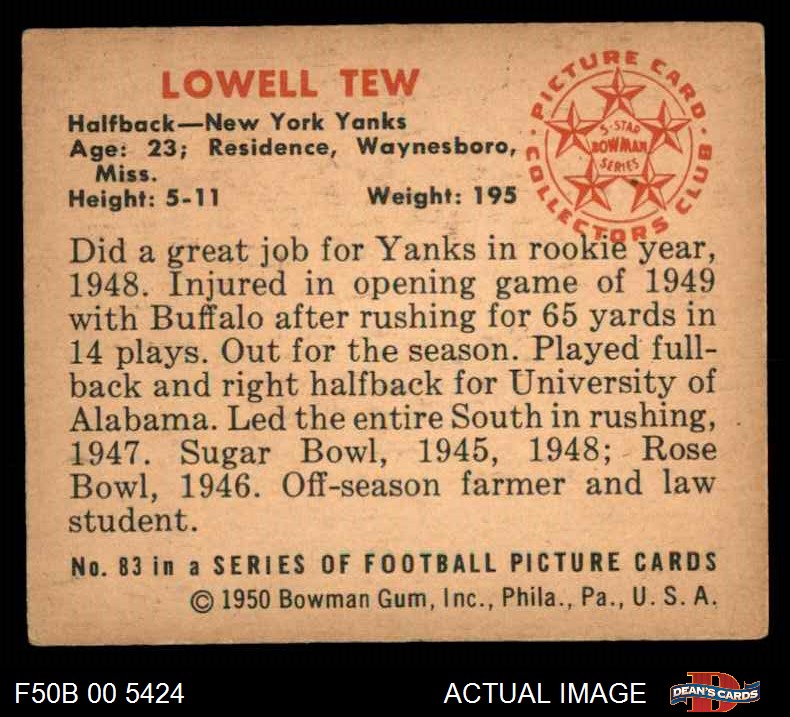 LOWELL TEW
Halfback—New York Yanks
Age: 23; Residence, Waynesboro,
Miss.
Height: 5-11 Weight: 195
PICTURE CARD
5-STAR
BOWMAN
SERIES
COLLECTORS CLUB
Did a great job for Yanks in rookie year,
1948. Injured in opening game of 1949
with Buffalo after rushing for 65 yards in
14 plays. Out for the season. Played full-
back and right halfback for University of
Alabama. Led the entire South in rushing,
1947. Sugar Bowl, 1945, 1948; Rose
Bowl, 1946. Off-season farmer and law
student.
No. 83 in a SERIES OF FOOTBALL PICTURE CARDS
© 1950 Bowman Gum, Inc., Phila., Pa., U. S. A.
F50B 00 5424 ACTUAL IMAGE
D
DEAN'S CARDS